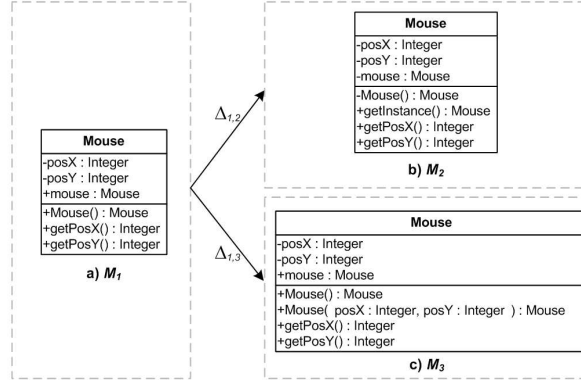 Mouse
-posX : Integer
-posY : Integer
+mouse : Mouse
+Mouse() : Mouse
+getPosX() : Integer
+getPosY() : Integer
a) M1
Δ1,2
Δ1,3
Mouse
-posX : Integer
-posY : Integer
-mouse : Mouse
-Mouse() : Mouse
+getInstance() : Mouse
+getPosX() : Integer
+getPosY() : Integer
b) M2
Mouse
-posX : Integer
-posY : Integer
+mouse : Mouse
+Mouse() : Mouse
+Mouse( posX : Integer, posY : Integer ) : Mouse
+getPosX() : Integer
+getPosY() : Integer
c) M3